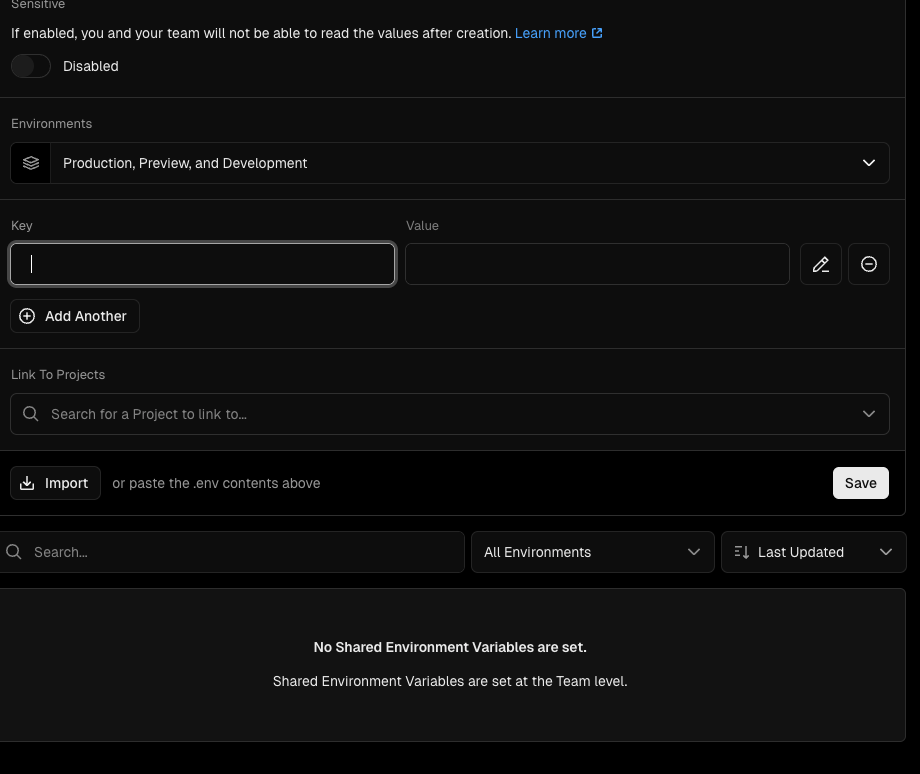 Sensitive
If enabled, you and your team will not be able to read the values after creation. Learn more
Disabled
Environments
Production, Preview, and Development
Key Value
Add Another
Link To Projects
Search for a Project to link to...
Import or paste the .env contents above Save
Search... All Environments Last Updated
No Shared Environment Variables are set.
Shared Environment Variables are set at the Team level.